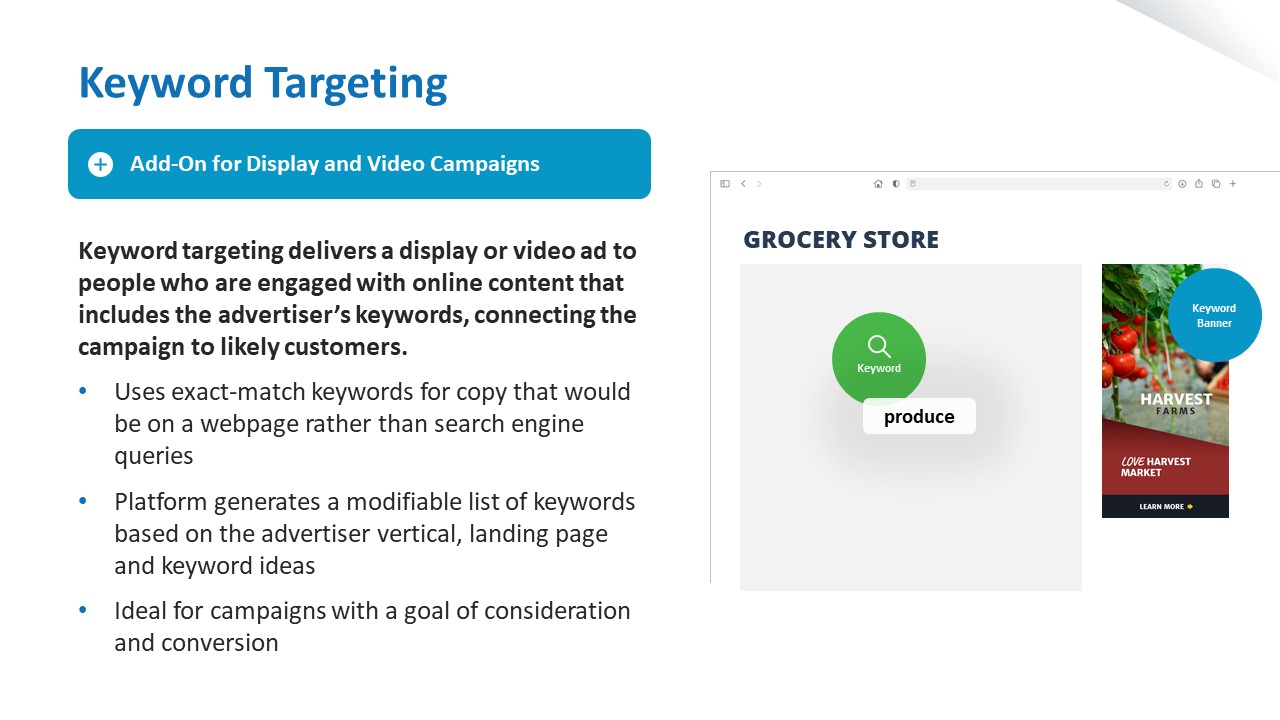 Keyword Targeting
Add-On for Display and Video Campaigns
Keyword targeting delivers a display or video ad to
people who are engaged with online content that
includes the advertiser’s keywords, connecting the
campaign to likely customers.
• Uses exact-match keywords for copy that would
be on a webpage rather than search engine
queries
• Platform generates a modifiable list of keywords
based on the advertiser vertical, landing page
and keyword ideas
• Ideal for campaigns with a goal of consideration
and conversion
GROCERY STORE
Keyword
produce
Keyword
Banner
HARVEST
FARMS
LOVE HARVEST
MARKET
LEARN MORE